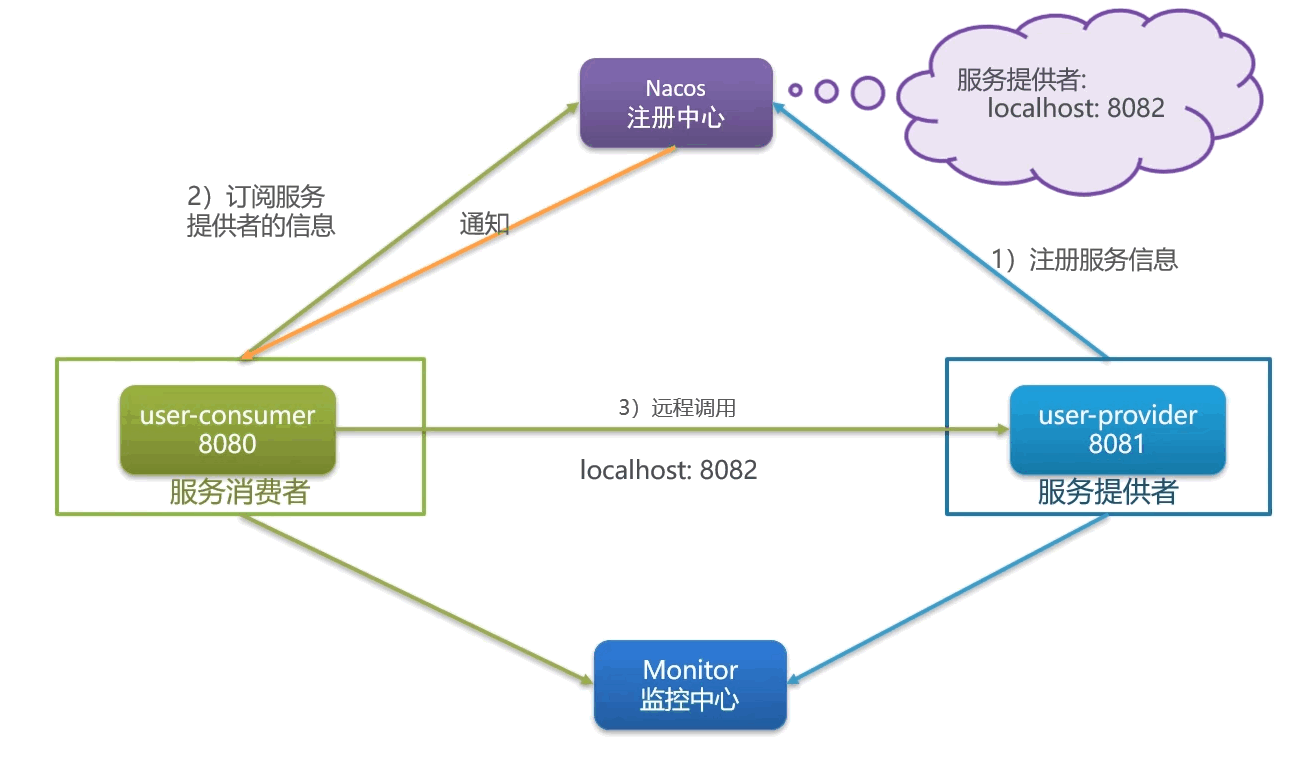 Nacos
注册中心
服务提供者:
localhost: 8082
2）订阅服务
提供者的信息
通知
1）注册服务信息
user-consumer
8080
服务消费者
3）远程调用
localhost: 8082
user-provider
8081
服务提供者
Monitor
监控中心